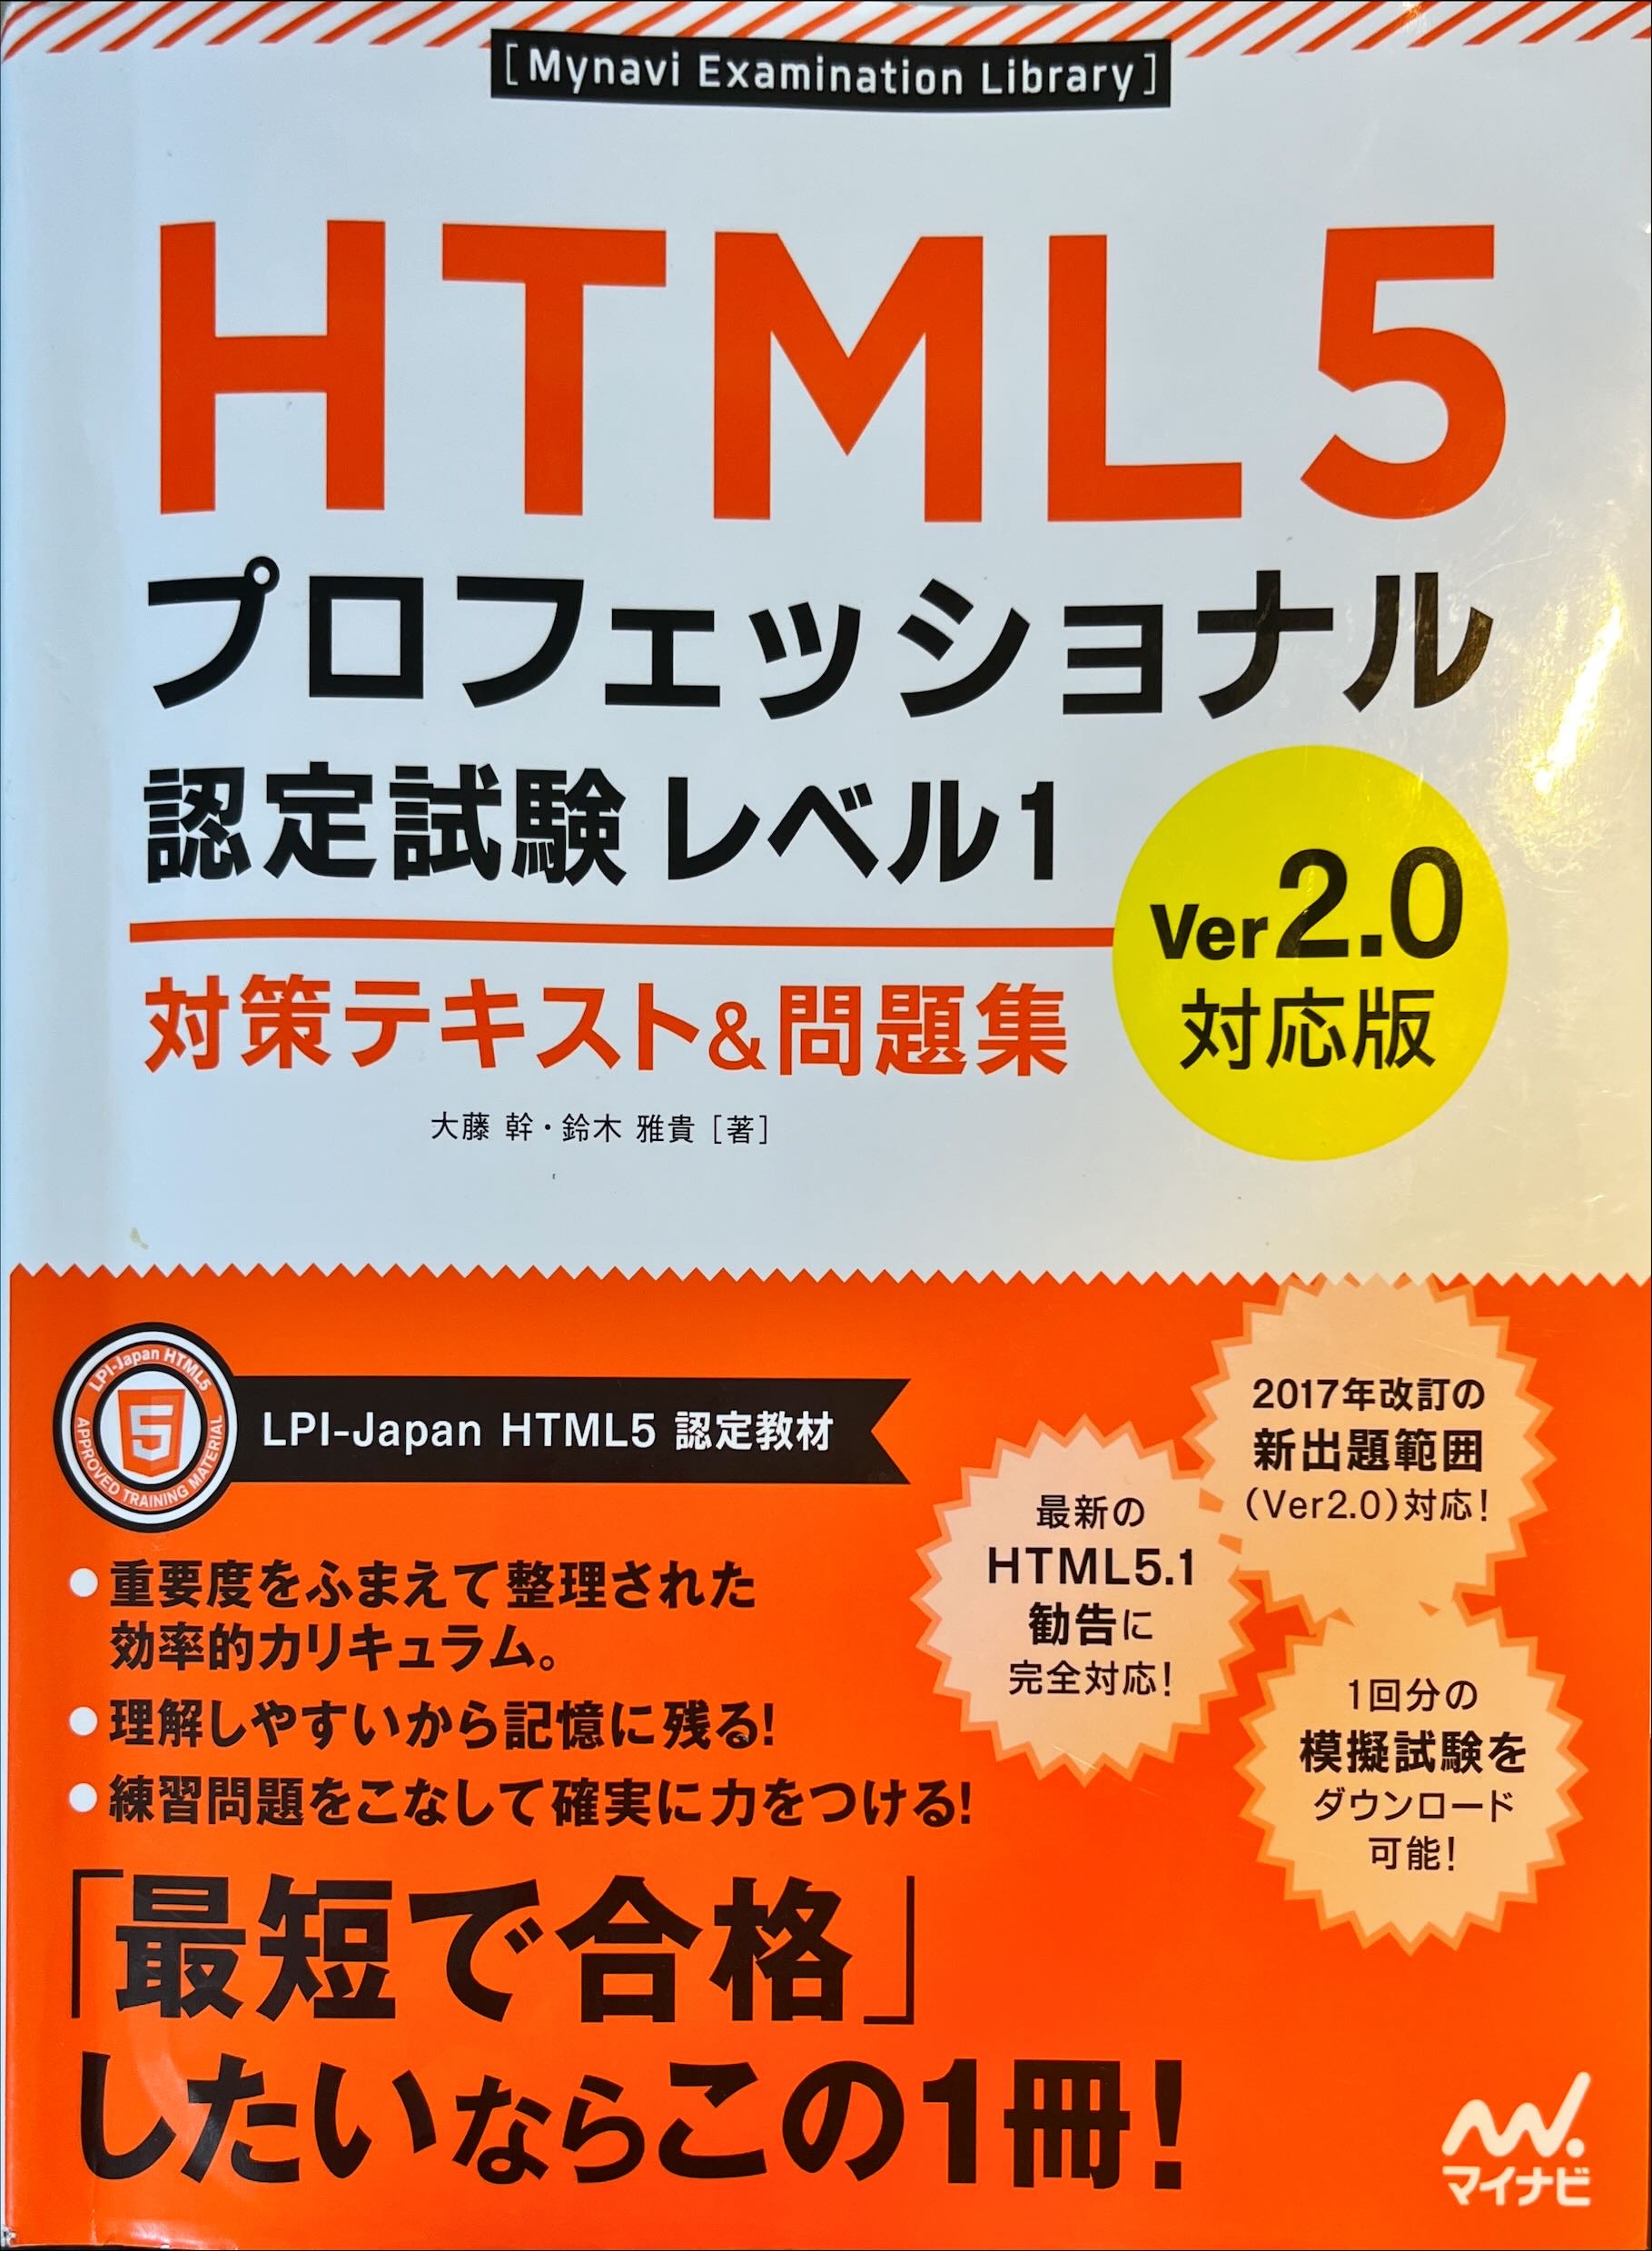 [Mynavi Examination Library]
HTML5
プロフェッショナル
認定試験 レベル1
Ver2.0
対応版
対策テキスト&問題集
大藤 幹・鈴木 雅貴 [著]
LPI-Japan HTML5
5
APPROVED TRAINING MATERIAL
LPI-Japan HTML5 認定教材
2017年改訂の
新出題範囲
(Ver2.0)対応!
最新の
HTML5.1
勧告に
完全対応!
1回分の
模擬試験を
ダウンロード
可能!
●重要度をふまえて整理された
効率的カリキュラム。
●理解しやすいから記憶に残る!
●練習問題をこなして確実に力をつける!
「最短で合格」
したいならこの1冊!
マイナビ